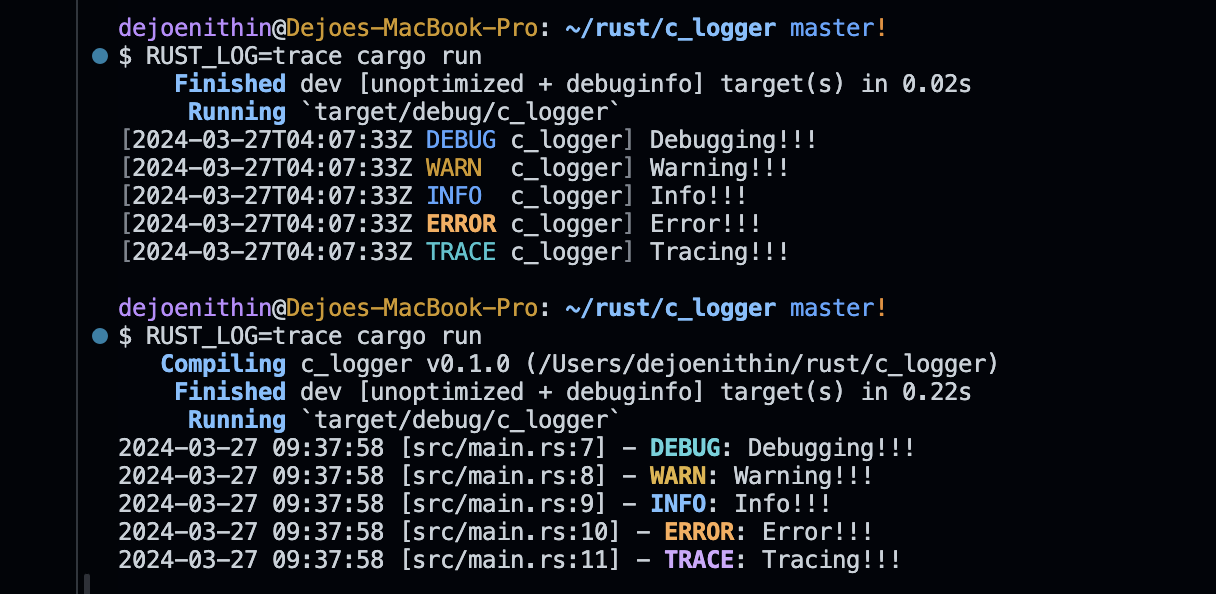 dejoenithin@Dejoes-MacBook-Pro: ~/rust/c_logger master!
$ RUST_LOG=trace cargo run
Finished dev [unoptimized + debuginfo] target(s) in 0.02s
Running `target/debug/c_logger`
[2024-03-27T04:07:33Z DEBUG c_logger] Debugging!!!
[2024-03-27T04:07:33Z WARN  c_logger] Warning!!!
[2024-03-27T04:07:33Z INFO  c_logger] Info!!!
[2024-03-27T04:07:33Z ERROR c_logger] Error!!!
[2024-03-27T04:07:33Z TRACE c_logger] Tracing!!!
dejoenithin@Dejoes-MacBook-Pro: ~/rust/c_logger master!
$ RUST_LOG=trace cargo run
Compiling c_logger v0.1.0 (/Users/dejoenithin/rust/c_logger)
Finished dev [unoptimized + debuginfo] target(s) in 0.22s
Running `target/debug/c_logger`
2024-03-27 09:37:58 [src/main.rs:7] - DEBUG: Debugging!!!
2024-03-27 09:37:58 [src/main.rs:8] - WARN: Warning!!!
2024-03-27 09:37:58 [src/main.rs:9] - INFO: Info!!!
2024-03-27 09:37:58 [src/main.rs:10] - ERROR: Error!!!
2024-03-27 09:37:58 [src/main.rs:11] - TRACE: Tracing!!!